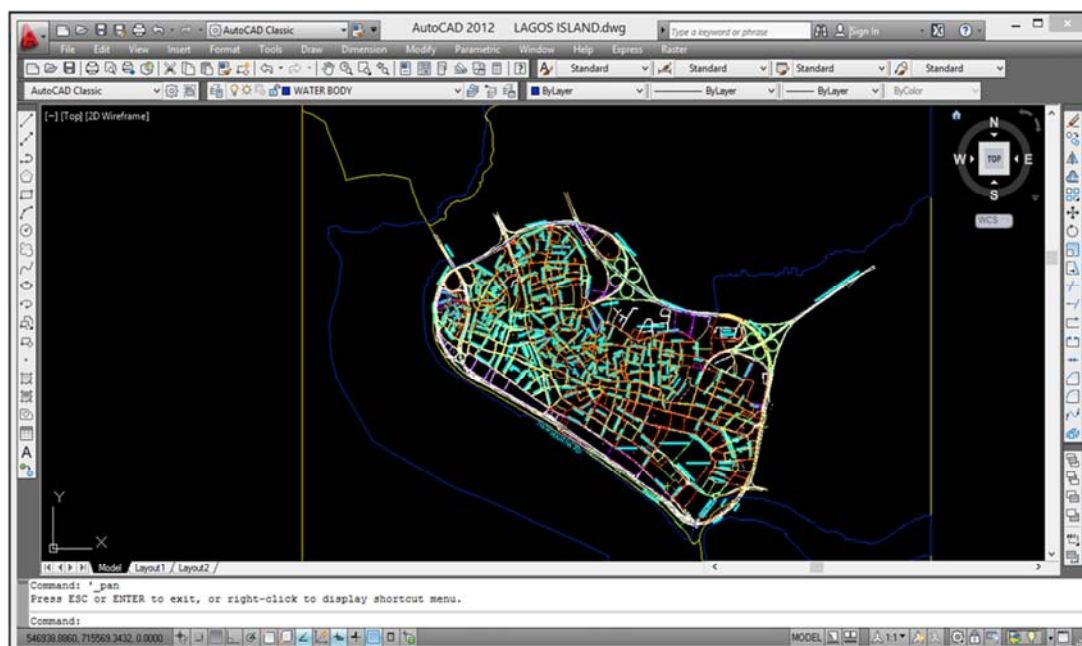 AutoCAD Classic
AutoCAD 2012 LAGOS ISLAND.dwg
Type a keyword or phrase
Sign In
File Edit View Insert Format Tools Draw Dimension Modify Parametric Window Help Express Raster
Standard Standard Standard Standard
AutoCAD Classic WATER BODY ByLayer ByLayer ByLayer ByColor
[−] [Top] [2D Wireframe]
N
W TOP E
S
WCS
A
Y
X
Model Layout1 Layout2
Command: '_pan
Press ESC or ENTER to exit, or right-click to display shortcut menu.
Command:
546938.8860, 715569.3432, 0.0000 MODEL 1:1